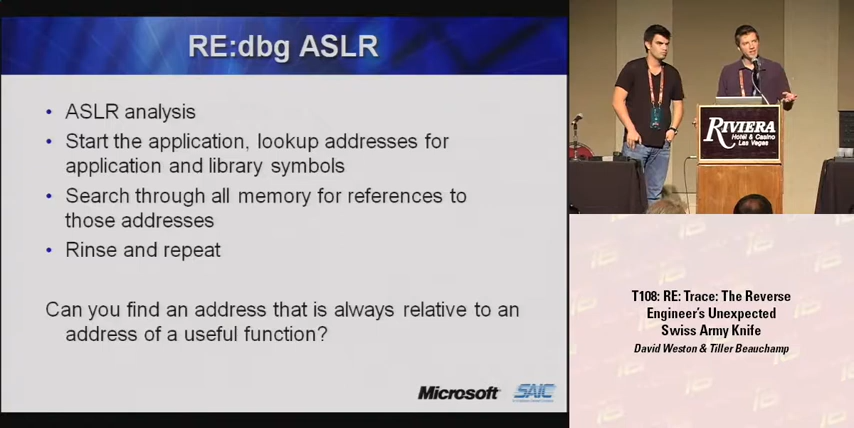 RE:dbg ASLR
• ASLR analysis
• Start the application, lookup addresses for
application and library symbols
• Search through all memory for references to
those addresses
• Rinse and repeat
Can you find an address that is always relative to an
address of a useful function?
Microsoft
SAIC
RIVIERA
Hotel & Casino
Las Vegas
T108: RE: Trace: The Reverse
Engineer's Unexpected
Swiss Army Knife
David Weston & Tiller Beauchamp